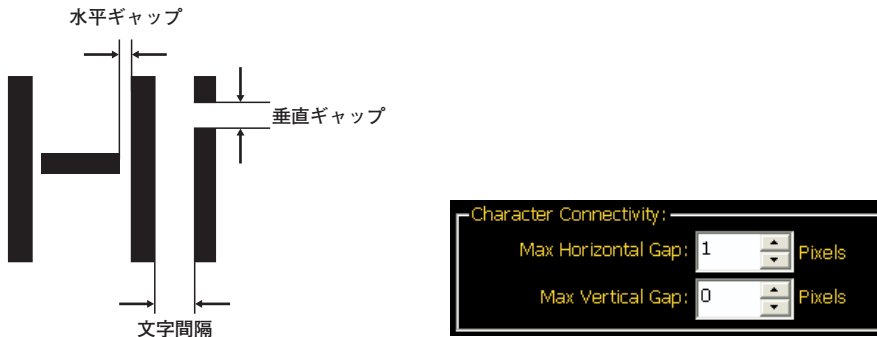 水平ギャップ
垂直ギャップ
文字間隔
Character Connectivity:
Max Horizontal Gap: 1 Pixels
Max Vertical Gap: 0 Pixels